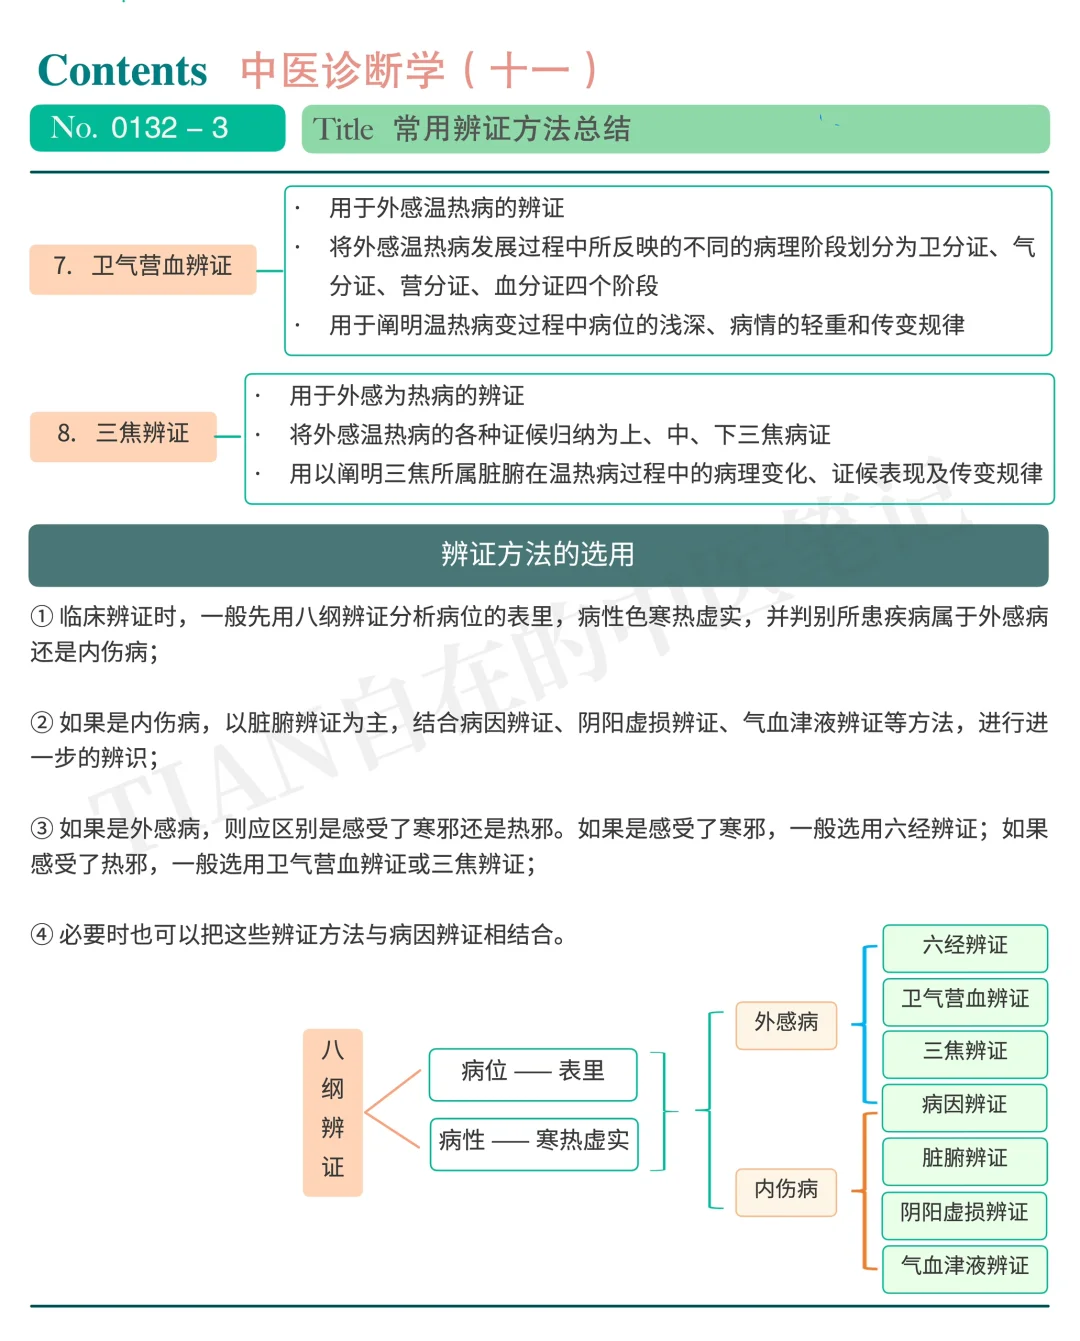 Contents 中医诊断学（十一）
No. 0132 – 3
Title 常用辨证方法总结
7. 卫气营血辨证
· 用于外感温热病的辨证
· 将外感温热病发展过程中所反映的不同的病理阶段划分为卫分证、气
分证、营分证、血分证四个阶段
· 用于阐明温热病变过程中病位的浅深、病情的轻重和传变规律
8. 三焦辨证
· 用于外感为热病的辨证
· 将外感温热病的各种证候归纳为上、中、下三焦病证
· 用以阐明三焦所属脏腑在温热病过程中的病理变化、证候表现及传变规律
辨证方法的选用
① 临床辨证时，一般先用八纲辨证分析病位的表里，病性色寒热虚实，并判别所患疾病属于外感病
还是内伤病；
② 如果是内伤病，以脏腑辨证为主，结合病因辨证、阴阳虚损辨证、气血津液辨证等方法，进行进
一步的辨识；
③ 如果是外感病，则应区别是感受了寒邪还是热邪。如果是感受了寒邪，一般选用六经辨证；如果
感受了热邪，一般选用卫气营血辨证或三焦辨证；
④ 必要时也可以把这些辨证方法与病因辨证相结合。
八
纲
辨
证
病位 —— 表里
病性 —— 寒热虚实
外感病
内伤病
六经辨证
卫气营血辨证
三焦辨证
病因辨证
脏腑辨证
阴阳虚损辨证
气血津液辨证
TIAN自在的中医笔记